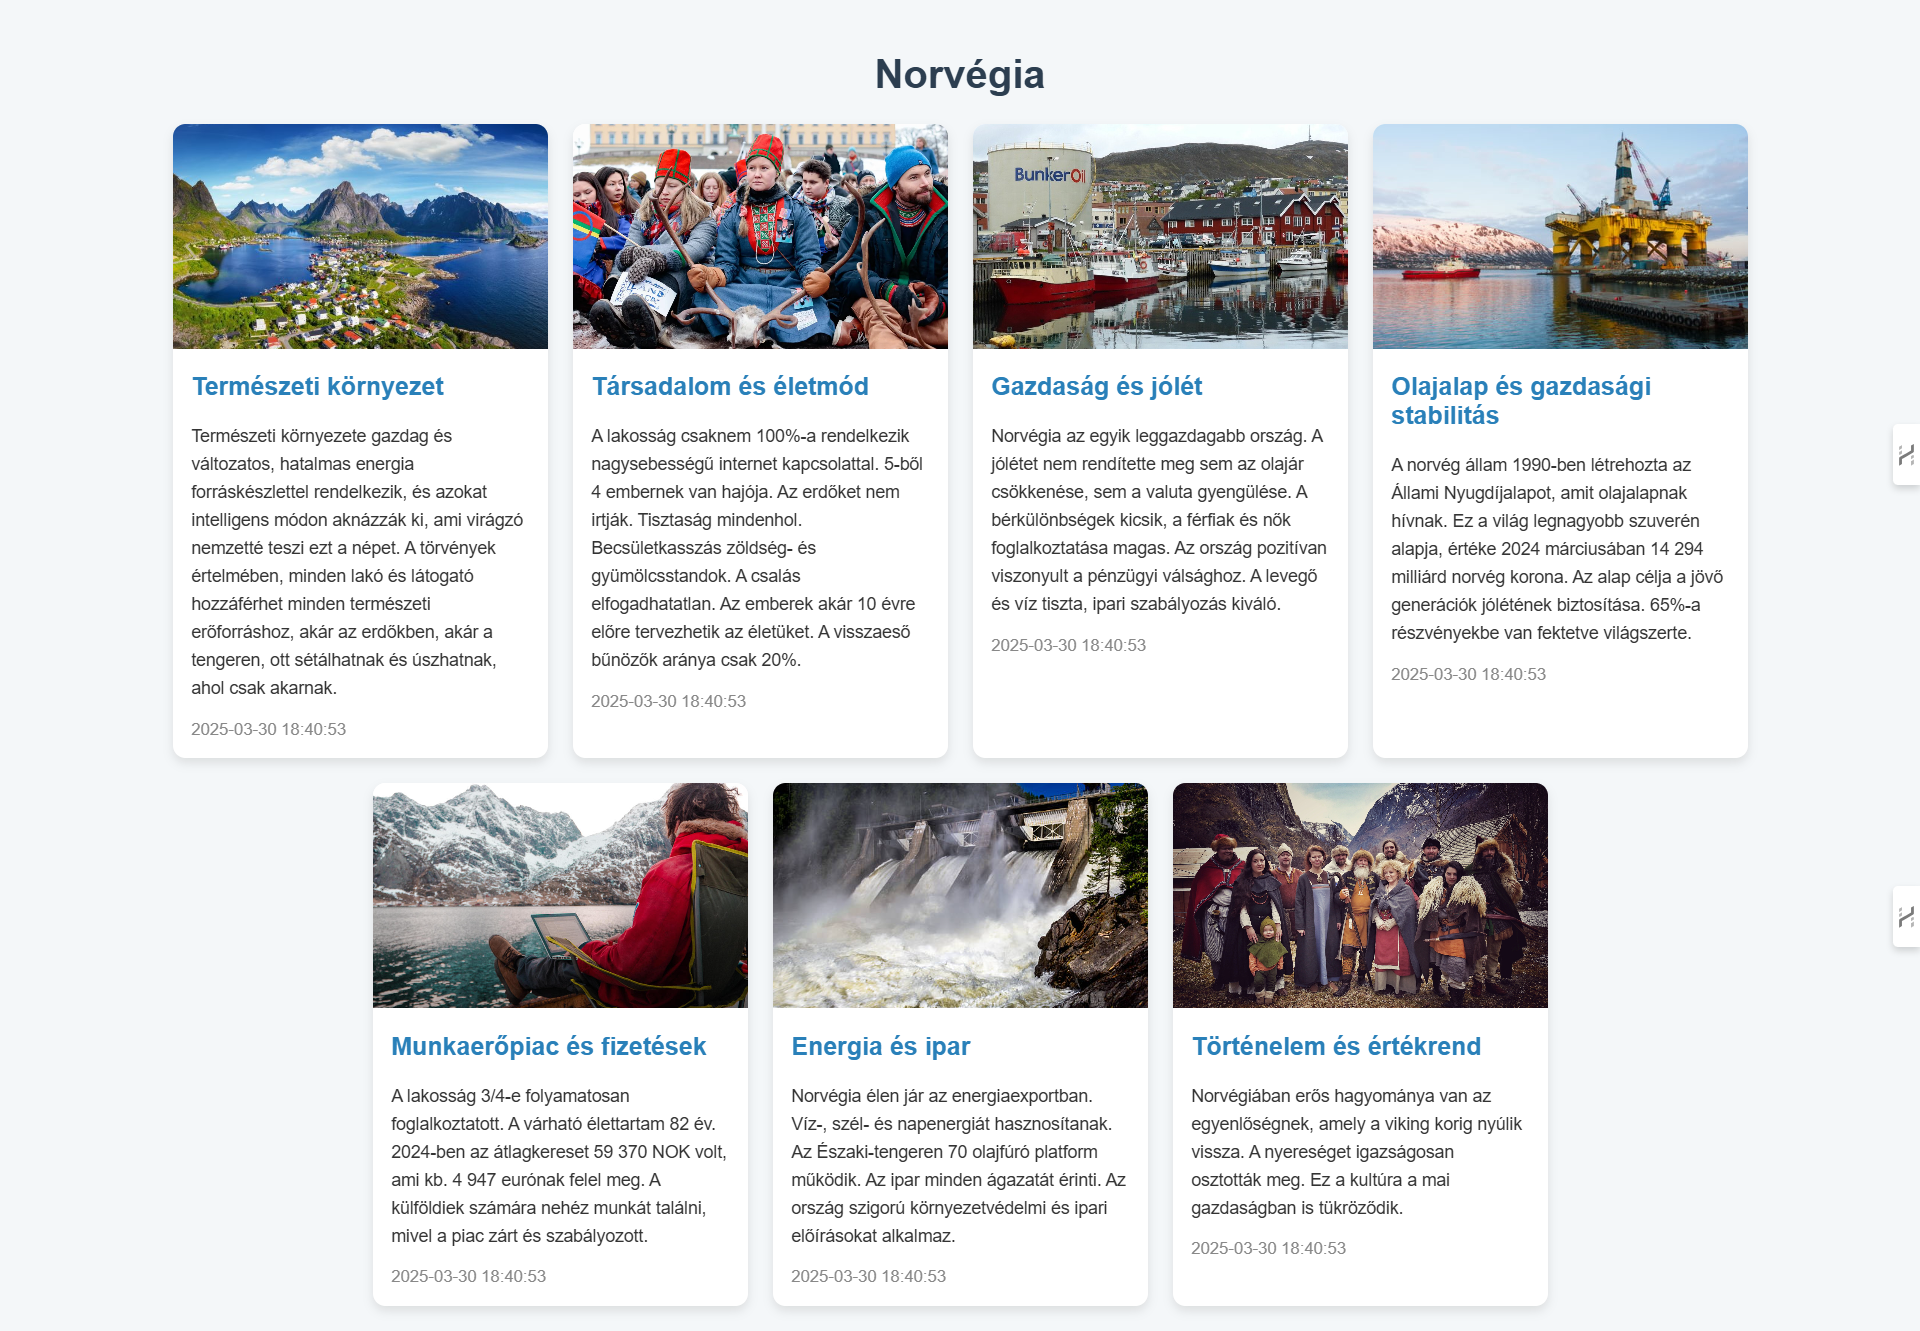 Norvégia
BunkerOil
Természeti környezet
Természeti környezete gazdag és
változatos, hatalmas energia
forráskészlettel rendelkezik, és azokat
intelligens módon aknázzák ki, ami virágzó
nemzetté teszi ezt a népet. A törvények
értelmében, minden lakó és látogató
hozzáférhet minden természeti
erőforráshoz, akár az erdőkben, akár a
tengeren, ott sétálhatnak és úszhatnak,
ahol csak akarnak.
2025-03-30 18:40:53
Társadalom és életmód
A lakosság csaknem 100%-a rendelkezik
nagysebességű internet kapcsolattal. 5-ből
4 embernek van hajója. Az erdőket nem
irtják. Tisztaság mindenhol.
Becsületkasszás zöldség- és
gyümölcsstandok. A csalás
elfogadhatatlan. Az emberek akár 10 évre
előre tervezhetik az életüket. A visszaeső
bűnözők aránya csak 20%.
2025-03-30 18:40:53
Gazdaság és jólét
Norvégia az egyik leggazdagabb ország. A
jólétet nem rendítette meg sem az olajár
csökkenése, sem a valuta gyengülése. A
bérkülönbségek kicsik, a férfiak és nők
foglalkoztatása magas. Az ország pozitívan
viszonyult a pénzügyi válsághoz. A levegő
és víz tiszta, ipari szabályozás kiváló.
2025-03-30 18:40:53
Olajalap és gazdasági
stabilitás
A norvég állam 1990-ben létrehozta az
Állami Nyugdíjalapot, amit olajalapnak
hívnak. Ez a világ legnagyobb szuverén
alapja, értéke 2024 márciusában 14 294
milliárd norvég korona. Az alap célja a jövő
generációk jólétének biztosítása. 65%-a
részvényekbe van fektetve világszerte.
2025-03-30 18:40:53
Munkaerőpiac és fizetések
A lakosság 3/4-e folyamatosan
foglalkoztatott. A várható élettartam 82 év.
2024-ben az átlagkereset 59 370 NOK volt,
ami kb. 4 947 eurónak felel meg. A
külföldiek számára nehéz munkát találni,
mivel a piac zárt és szabályozott.
2025-03-30 18:40:53
Energia és ipar
Norvégia élen jár az energiaexportban.
Víz-, szél- és napenergiát hasznosítanak.
Az Északi-tengeren 70 olajfúró platform
működik. Az ipar minden ágazatát érinti. Az
ország szigorú környezetvédelmi és ipari
előírásokat alkalmaz.
2025-03-30 18:40:53
Történelem és értékrend
Norvégiában erős hagyománya van az
egyenlőségnek, amely a viking korig nyúlik
vissza. A nyereséget igazságosan
osztották meg. Ez a kultúra a mai
gazdaságban is tükröződik.
2025-03-30 18:40:53